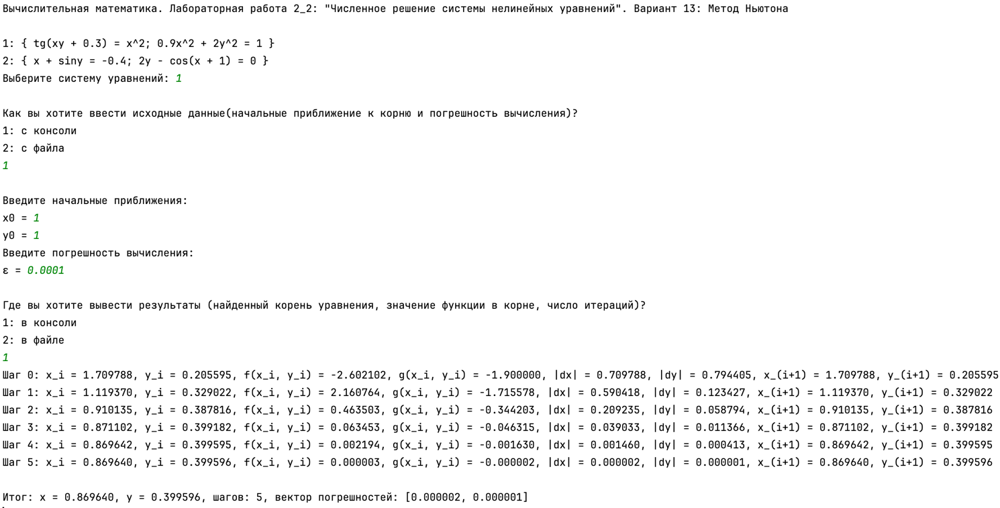 Вычислительная математика. Лабораторная работа 2_2: "Численное решение системы нелинейных уравнений". Вариант 13: Метод Ньютона
1: { tg(xy + 0.3) = x^2; 0.9x^2 + 2y^2 = 1 }
2: { x + siny = -0.4; 2y - cos(x + 1) = 0 }
Выберите систему уравнений: 1
Как вы хотите ввести исходные данные(начальные приближение к корню и погрешность вычисления)?
1: с консоли
2: с файла
1
Введите начальные приближения:
x0 = 1
y0 = 1
Введите погрешность вычисления:
ε = 0.0001
Где вы хотите вывести результаты (найденный корень уравнения, значение функции в корне, число итераций)?
1: в консоли
2: в файле
1
Шаг 0: x_i = 1.709788, y_i = 0.205595, f(x_i, y_i) = -2.602102, g(x_i, y_i) = -1.900000, |dx| = 0.709788, |dy| = 0.794405, x_(i+1) = 1.709788, y_(i+1) = 0.205595
Шаг 1: x_i = 1.119370, y_i = 0.329022, f(x_i, y_i) = 2.160764, g(x_i, y_i) = -1.715578, |dx| = 0.590418, |dy| = 0.123427, x_(i+1) = 1.119370, y_(i+1) = 0.329022
Шаг 2: x_i = 0.910135, y_i = 0.387816, f(x_i, y_i) = 0.463503, g(x_i, y_i) = -0.344203, |dx| = 0.209235, |dy| = 0.058794, x_(i+1) = 0.910135, y_(i+1) = 0.387816
Шаг 3: x_i = 0.871102, y_i = 0.399182, f(x_i, y_i) = 0.063453, g(x_i, y_i) = -0.046315, |dx| = 0.039033, |dy| = 0.011366, x_(i+1) = 0.871102, y_(i+1) = 0.399182
Шаг 4: x_i = 0.869642, y_i = 0.399595, f(x_i, y_i) = 0.002194, g(x_i, y_i) = -0.001630, |dx| = 0.001460, |dy| = 0.000413, x_(i+1) = 0.869642, y_(i+1) = 0.399595
Шаг 5: x_i = 0.869640, y_i = 0.399596, f(x_i, y_i) = 0.000003, g(x_i, y_i) = -0.000002, |dx| = 0.000002, |dy| = 0.000001, x_(i+1) = 0.869640, y_(i+1) = 0.399596
Итог: x = 0.869640, y = 0.399596, шагов: 5, вектор погрешностей: [0.000002, 0.000001]